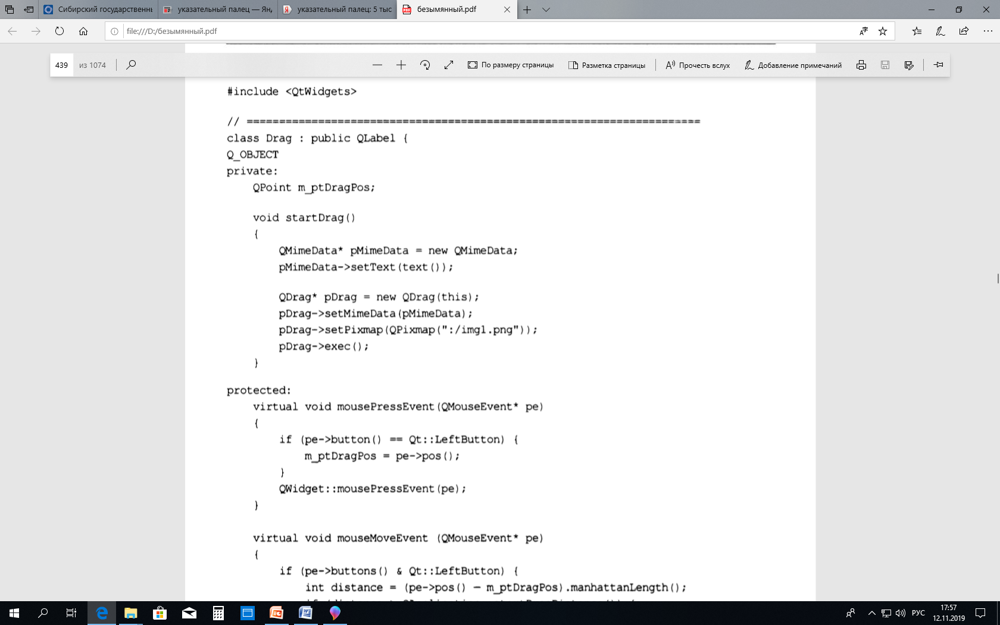 Сибирский государственн
указательный палец — Ян
указательный палец: 5 тыс
безымянный.pdf
file:///D:/безымянный.pdf
439 из 1074
По размеру страницы
Разметка страницы
Прочесть вслух
Добавление примечаний
#include <QtWidgets>
// ======================================================================
class Drag : public QLabel {
Q_OBJECT
private:
QPoint m_ptDragPos;
void startDrag()
{
QMimeData* pMimeData = new QMimeData;
pMimeData->setText(text());
QDrag* pDrag = new QDrag(this);
pDrag->setMimeData(pMimeData);
pDrag->setPixmap(QPixmap(":/img1.png"));
pDrag->exec();
}
protected:
virtual void mousePressEvent(QMouseEvent* pe)
{
if (pe->button() == Qt::LeftButton) {
m_ptDragPos = pe->pos();
}
QWidget::mousePressEvent(pe);
}
virtual void mouseMoveEvent (QMouseEvent* pe)
{
if (pe->buttons() & Qt::LeftButton) {
int distance = (pe->pos() — m_ptDragPos).manhattanLength();
РУС
17:57
12.11.2019